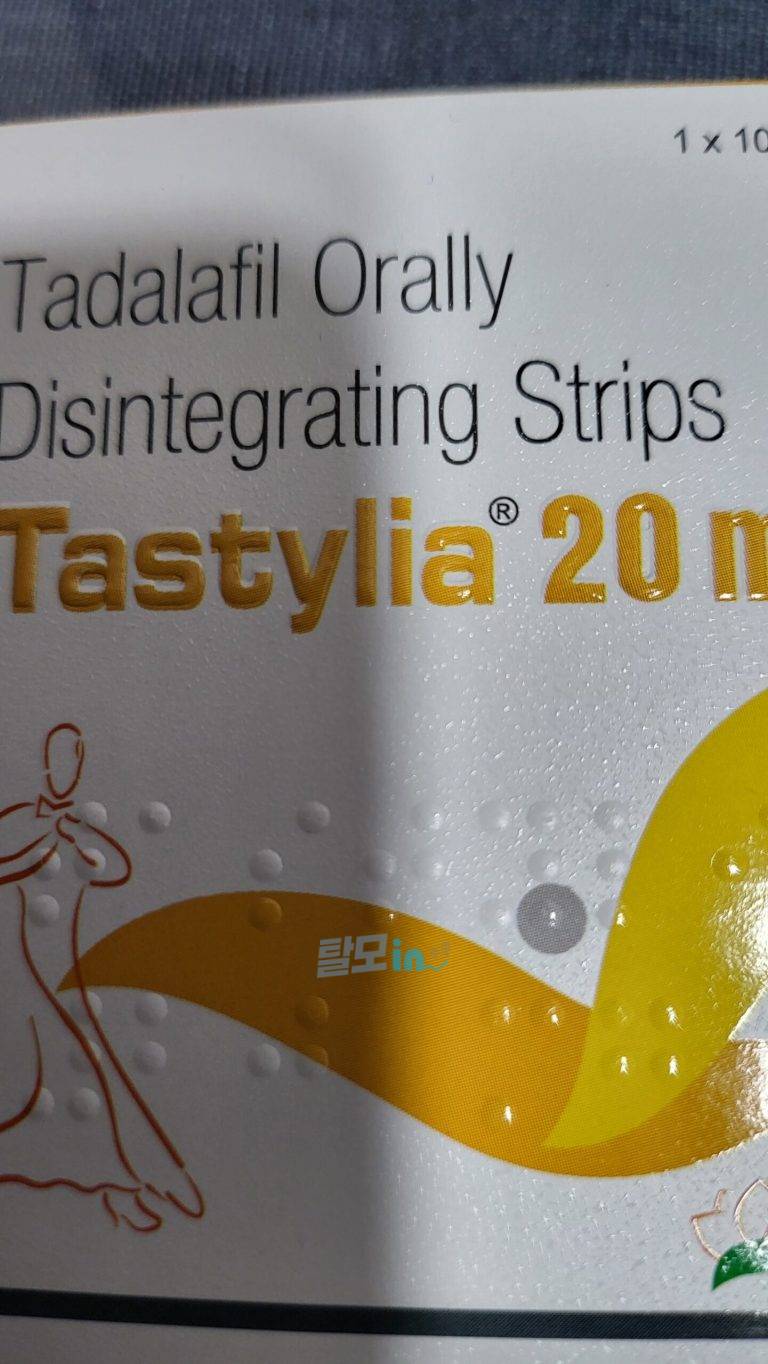 1 x 10
Tadalafil Orally
Disintegrating Strips
Tastylia® 20 m
탈모in